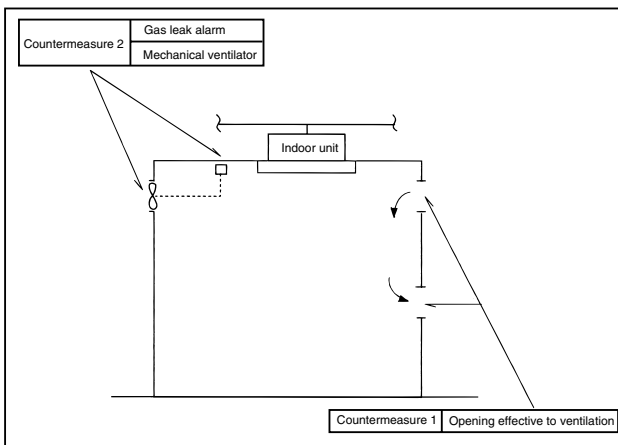 Countermeasure 2
Gas leak alarm
Mechanical ventilator
Indoor unit
Countermeasure 1
Opening effective to ventilation